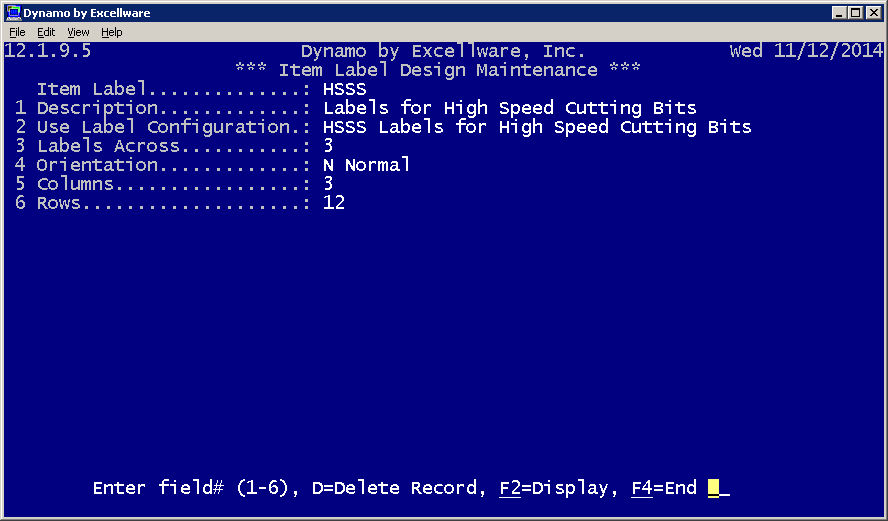 Dynamo by Excellware
File Edit View Help
12.1.9.5 Dynamo by Excellware, Inc. Wed 11/12/2014
*** Item Label Design Maintenance ***
Item Label..............: HSSS
1 Description.............: Labels for High Speed Cutting Bits
2 Use Label Configuration.: HSSS Labels for High Speed Cutting Bits
3 Labels Across...........: 3
4 Orientation.............: N Normal
5 Columns.................: 3
6 Rows....................: 12
Enter field# (1-6), D=Delete Record, F2=Display, F4=End